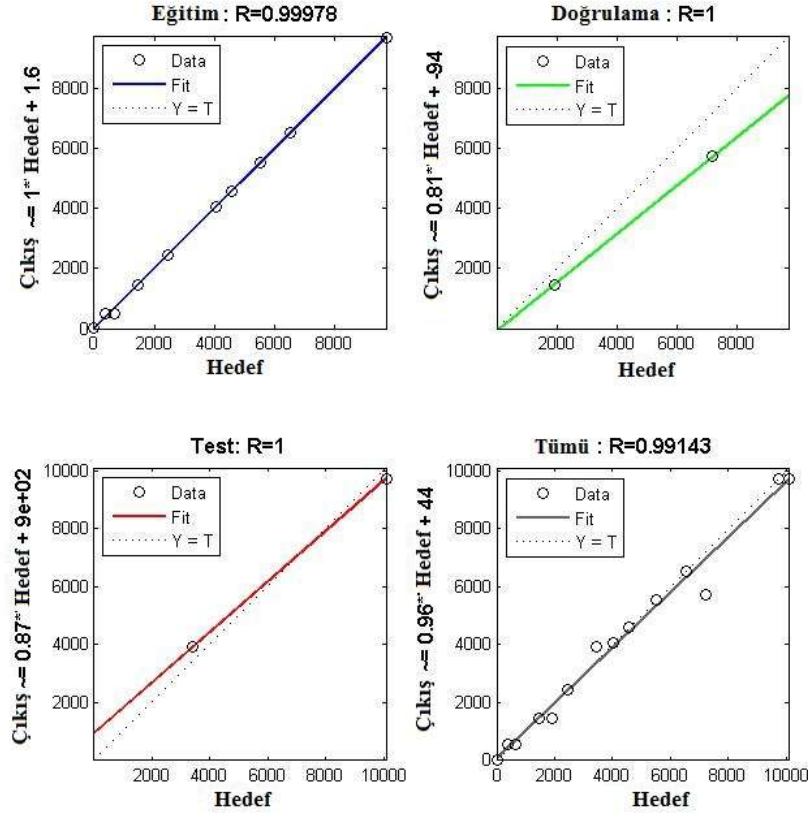 Eğitim : R=0.99978
Çıkış ~= 1* Hedef + 1.6
Data
Fit
Y = T
8000
6000
4000
2000
0
0 2000 4000 6000 8000
Hedef
Doğrulama : R=1
Çıkış ~= 0.81* Hedef + -94
Data
Fit
Y = T
8000
6000
4000
2000
2000 4000 6000 8000
Hedef
Test: R=1
Çıkış ~= 0.87* Hedef + 9e+02
Data
Fit
Y = T
10000
8000
6000
4000
2000
2000 4000 6000 8000 10000
Hedef
Tümü : R=0.99143
Çıkış ~= 0.96* Hedef + 44
Data
Fit
Y = T
10000
8000
6000
4000
2000
0
0 2000 4000 6000 8000 10000
Hedef